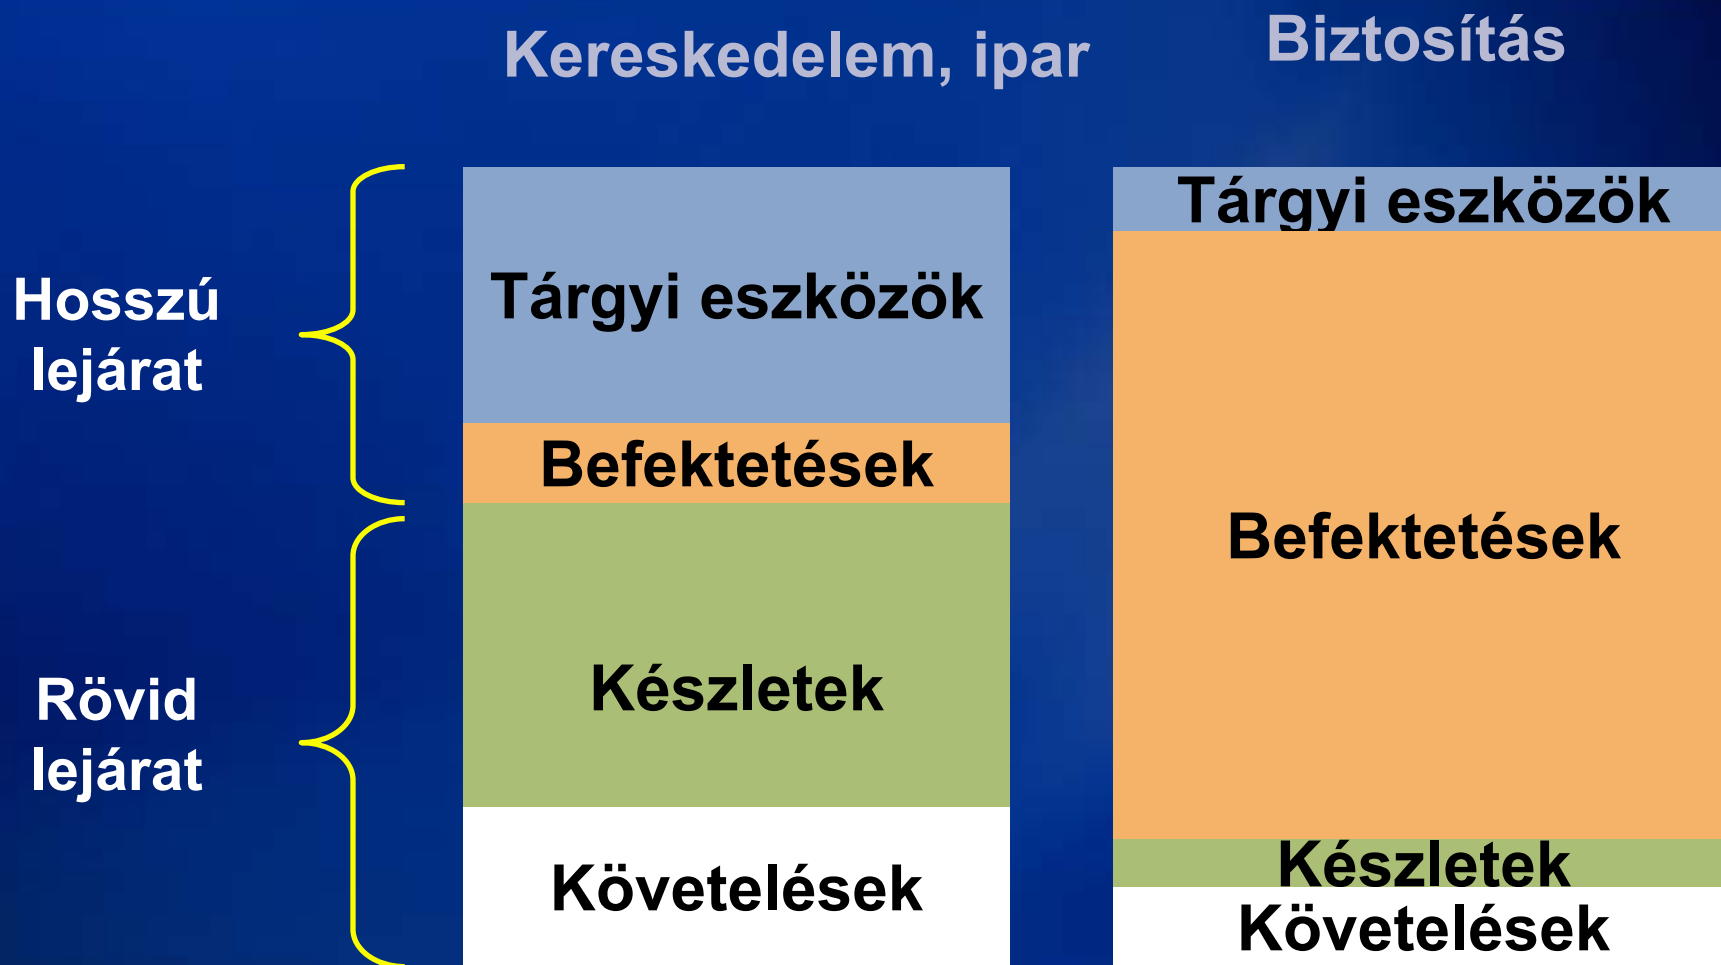 Kereskedelem, ipar
Biztosítás
Hosszú
lejárat
Rövid
lejárat
Tárgyi eszközök
Befektetések
Készletek
Követelések
Tárgyi eszközök
Befektetések
Készletek
Követelések